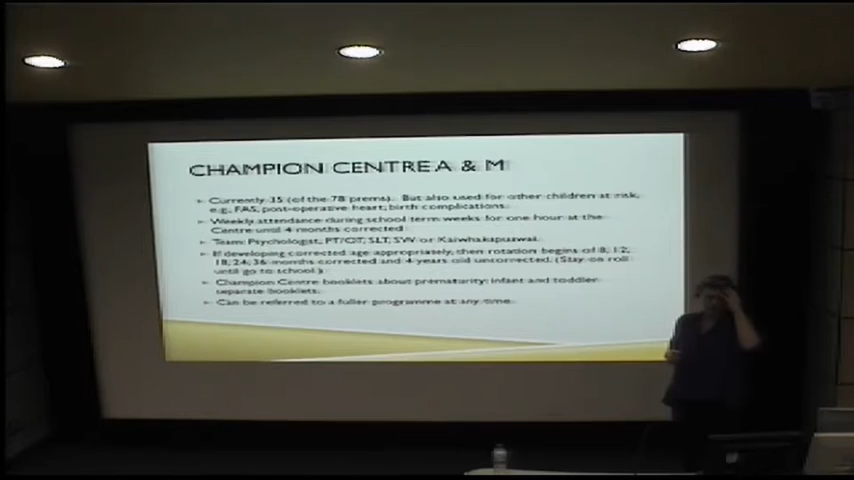 CHAMPION CENTRE A & M
Currently 35 (of the 78 prems). But also used for other children at risk,
e.g., FAS, post-operative heart, birth complications.
Weekly attendance during school term weeks for one hour at the
Centre until 4 months corrected
Team: Psychologist, PT/OT, SLT, SW or Kaiwhakapuawai.
If developing corrected age appropriately, then rotation begins of 8, 12,
18, 24, 36 months corrected and 4 years old uncorrected. (Stay on roll
until go to school.)
Champion Centre booklets about prematurity: infant and toddler
separate booklets.
Can be referred to a fuller programme at any time.